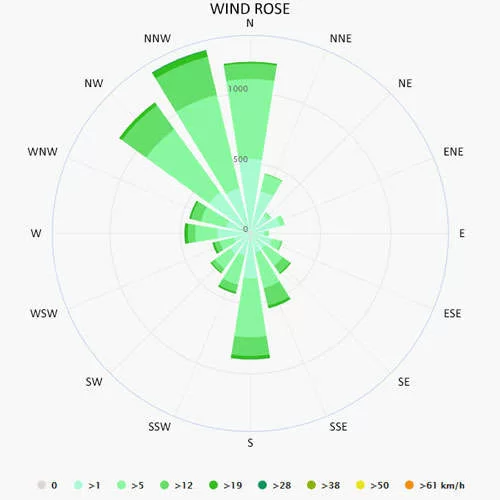 WIND ROSE
N
NNW
NNE
NW
NE
1000
WNW
ENE
500
W
0
E
WSW
ESE
SW
SE
SSW
SSE
S
0 >1 >5 >12 >19 >28 >38 >50 >61 km/h